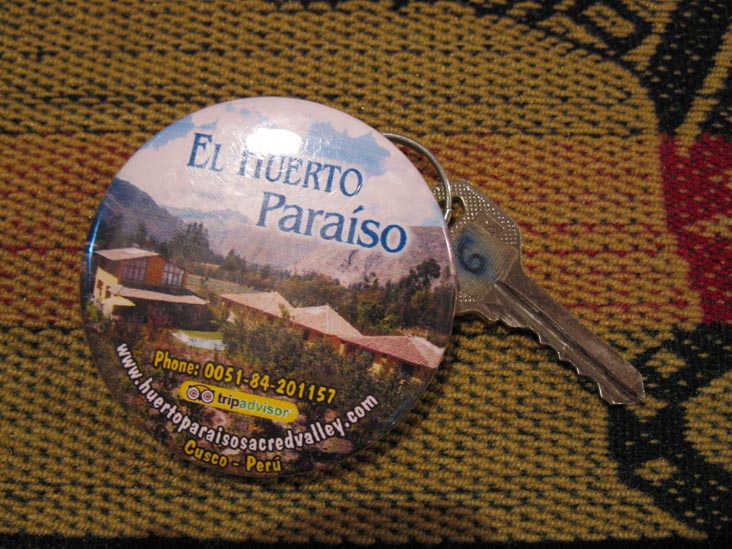 EL HUERTO
Paraíso
Phone: 0051-84-201157
tripadvisor
www.huertoparaisosacredvalley.com
Cusco - Perú
6